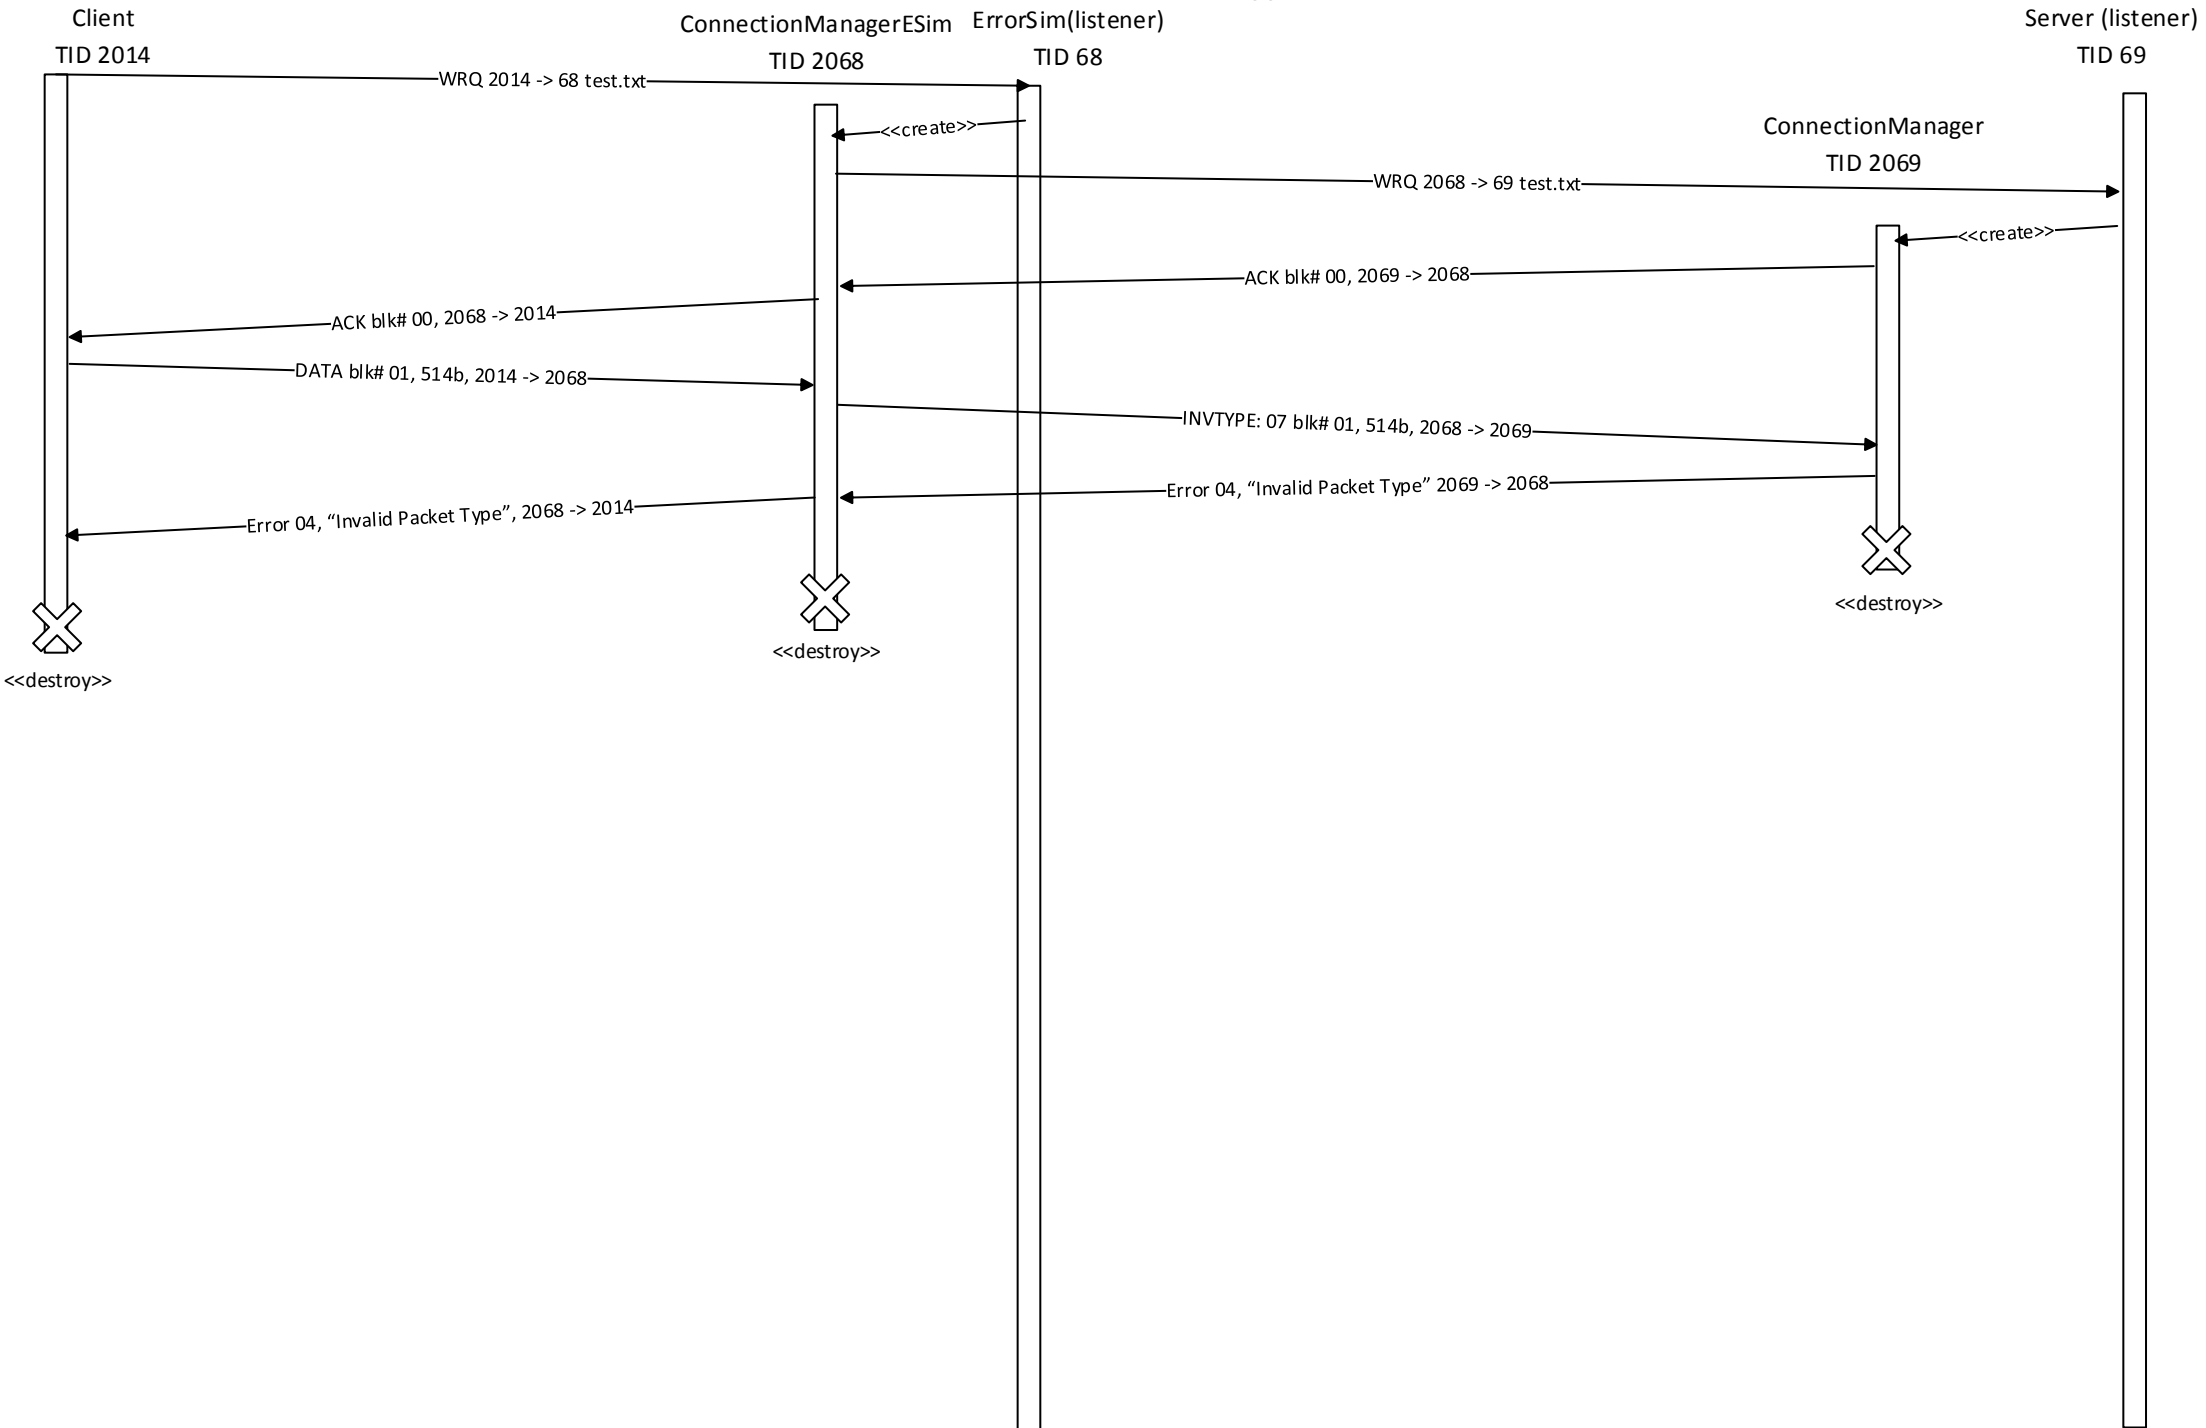 Client
TID 2014
ConnectionManagerESim
TID 2068
ErrorSim(listener)
TID 68
Server (listener)
TID 69
WRQ 2014 -> 68 test.txt
<<create>>
ConnectionManager
TID 2069
WRQ 2068 -> 69 test.txt
<<create>>
ACK blk# 00, 2069 -> 2068
ACK blk# 00, 2068 -> 2014
DATA blk# 01, 514b, 2014 -> 2068
INVTYPE: 07 blk# 01, 514b, 2068 -> 2069
Error 04, “Invalid Packet Type” 2069 -> 2068
Error 04, “Invalid Packet Type”, 2068 -> 2014
<<destroy>>
<<destroy>>
<<destroy>>